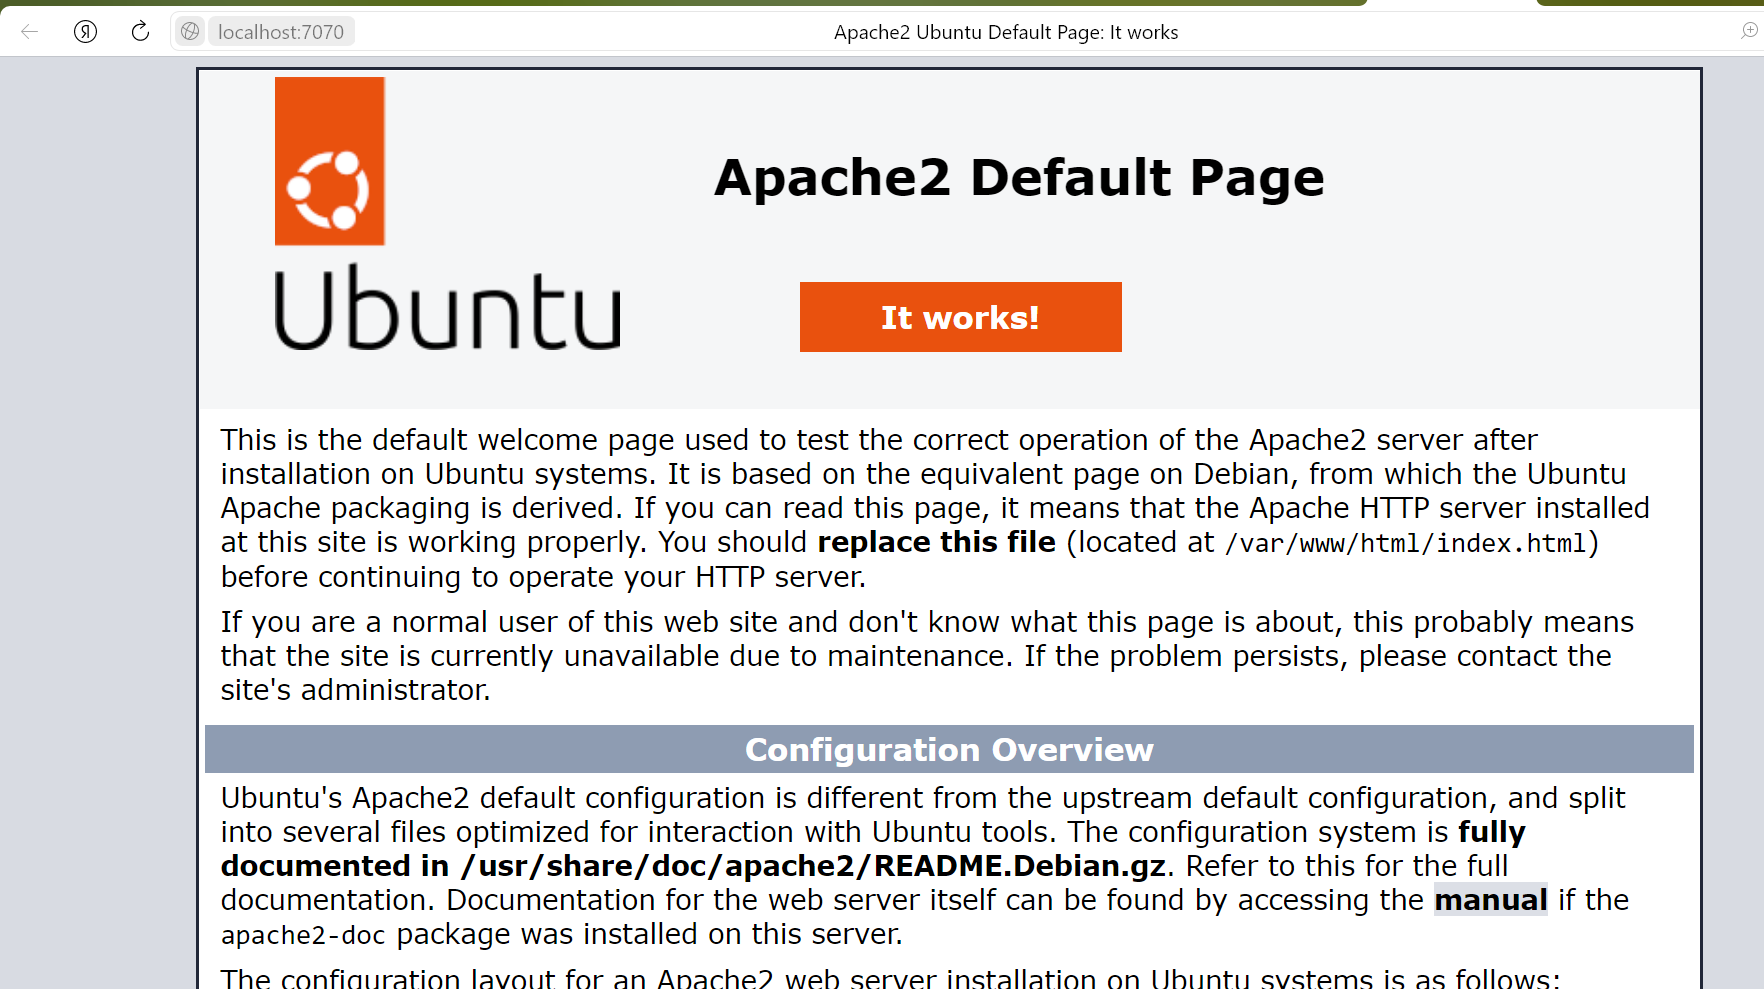 localhost:7070
Apache2 Ubuntu Default Page: It works
Ubuntu
Apache2 Default Page
It works!
This is the default welcome page used to test the correct operation of the Apache2 server after
installation on Ubuntu systems. It is based on the equivalent page on Debian, from which the Ubuntu
Apache packaging is derived. If you can read this page, it means that the Apache HTTP server installed
at this site is working properly. You should replace this file (located at /var/www/html/index.html)
before continuing to operate your HTTP server.
If you are a normal user of this web site and don't know what this page is about, this probably means
that the site is currently unavailable due to maintenance. If the problem persists, please contact the
site's administrator.
Configuration Overview
Ubuntu's Apache2 default configuration is different from the upstream default configuration, and split
into several files optimized for interaction with Ubuntu tools. The configuration system is fully
documented in /usr/share/doc/apache2/README.Debian.gz. Refer to this for the full
documentation. Documentation for the web server itself can be found by accessing the manual if the
apache2-doc package was installed on this server.
The configuration layout for an Apache2 web server installation on Ubuntu systems is as follows: